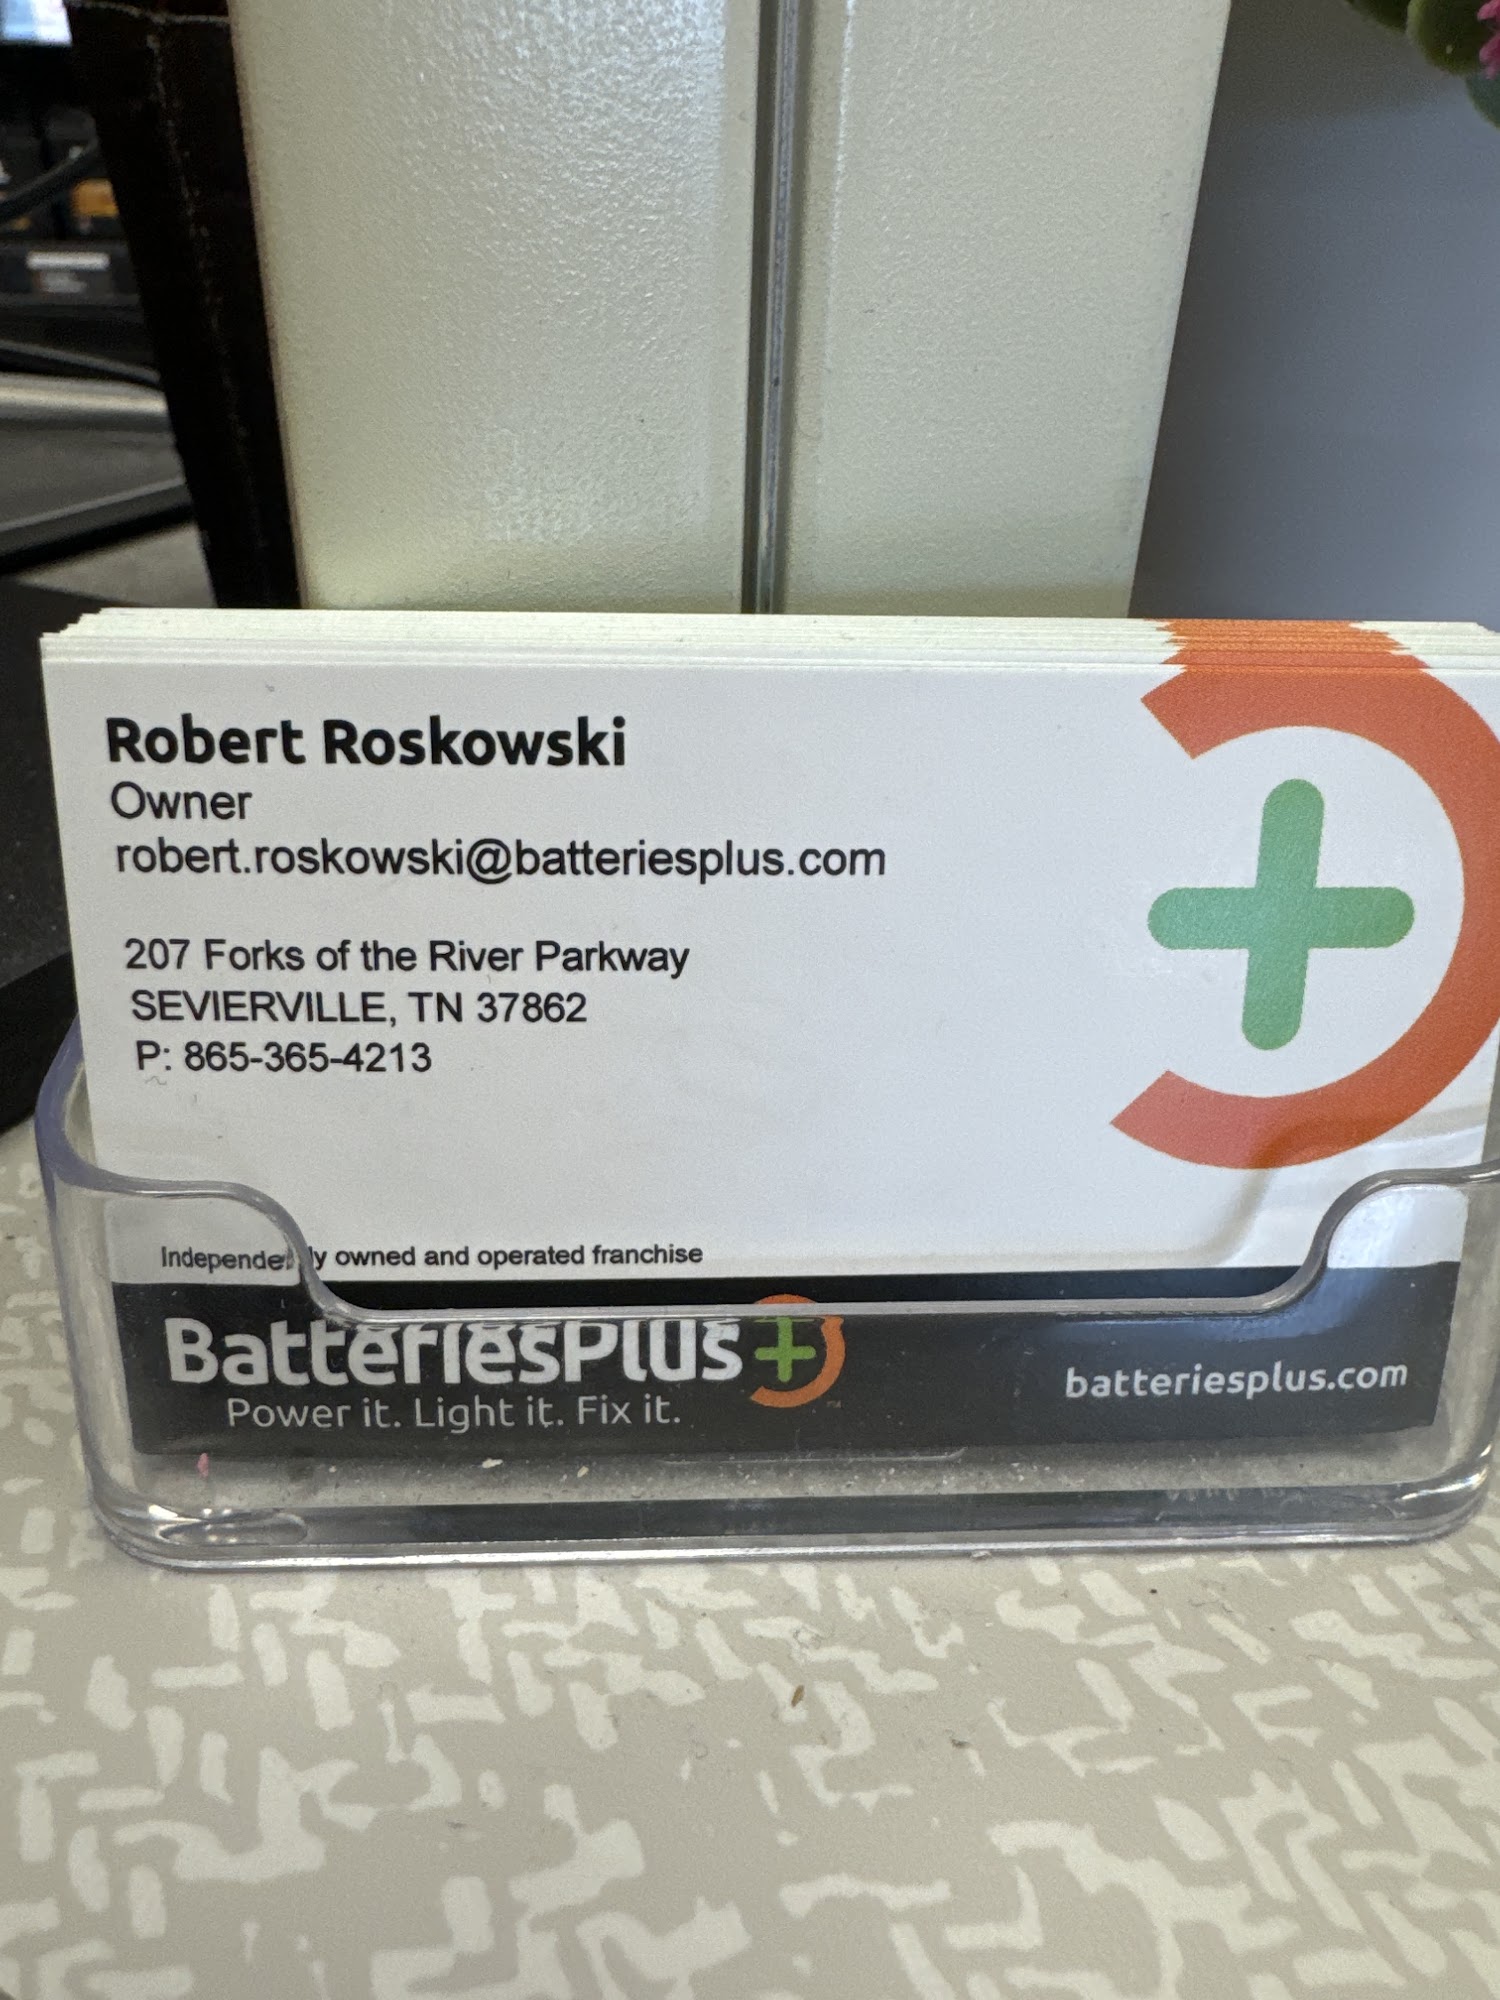 Robert Roskowski
Owner
robert.roskowski@batteriesplus.com
207 Forks of the River Parkway
SEVIERVILLE, TN 37862
P: 865-365-4213
Independently owned and operated franchise
BatteriesPlus+
Power it. Light it. Fix it.
batteriesplus.com